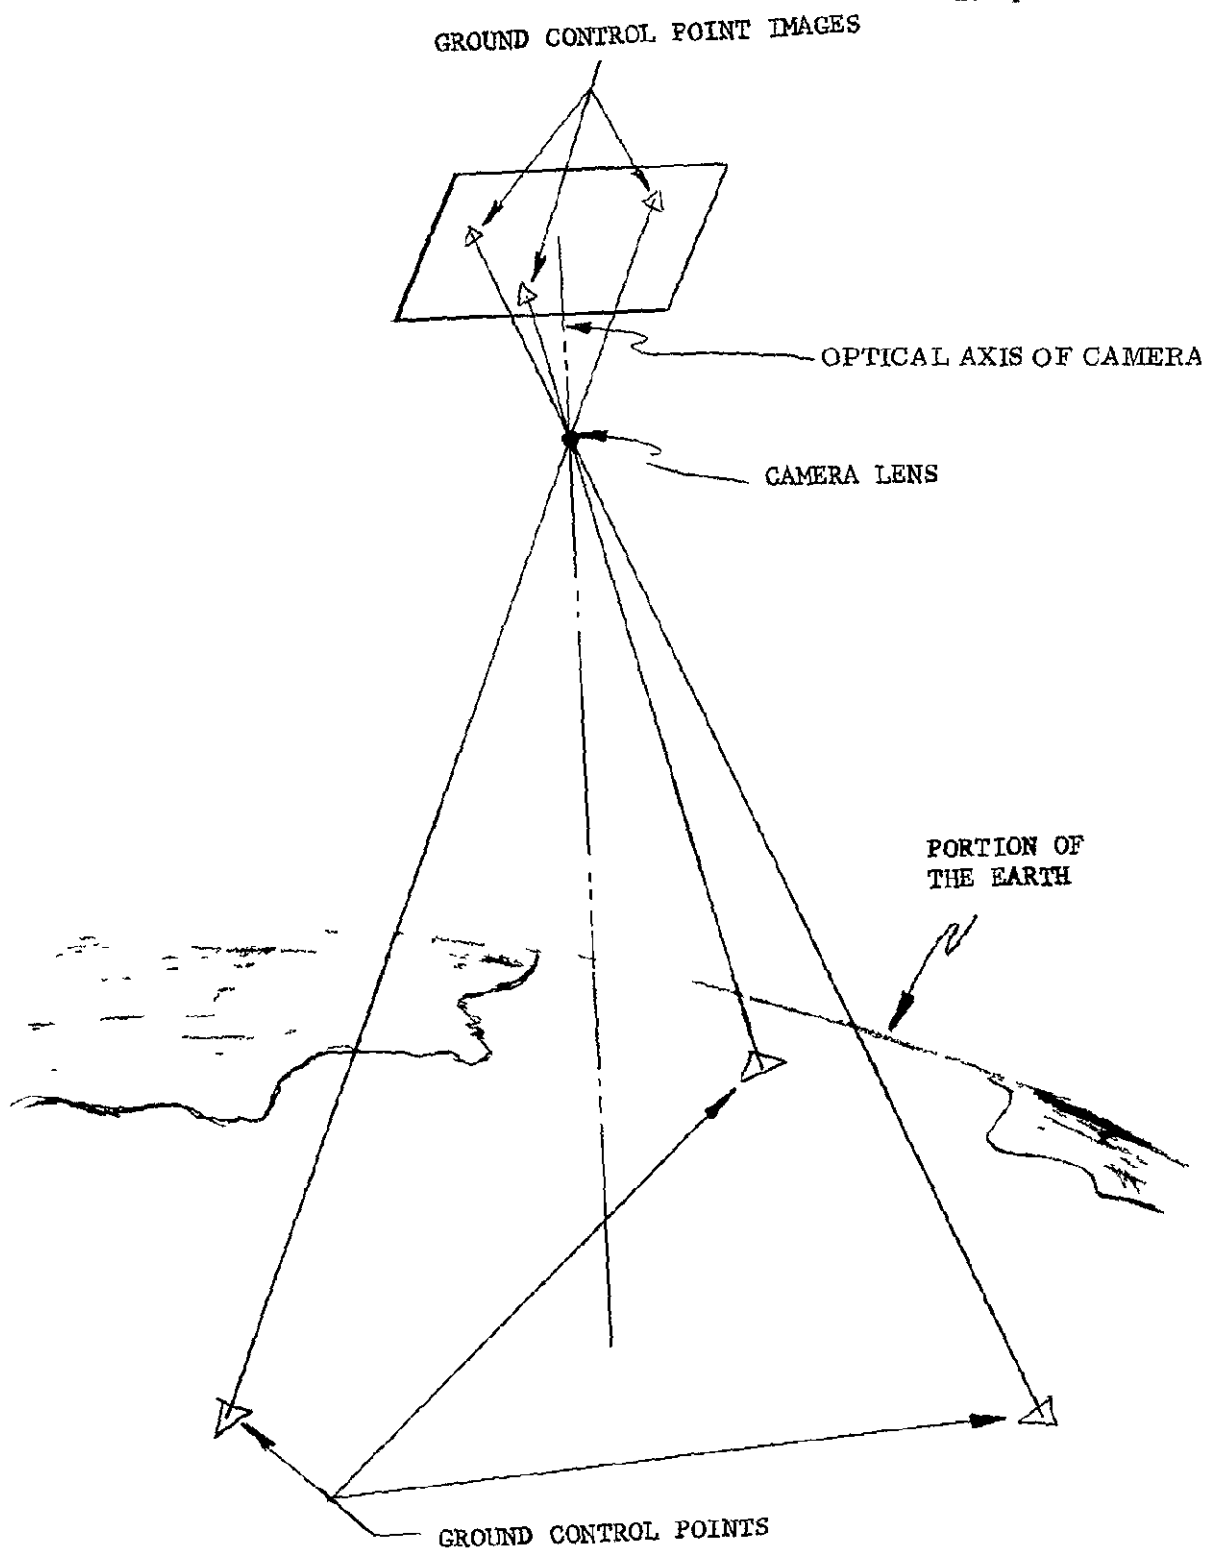 GROUND CONTROL POINT IMAGES
OPTICAL AXIS OF CAMERA
CAMERA LENS
PORTION OF
THE EARTH
GROUND CONTROL POINTS